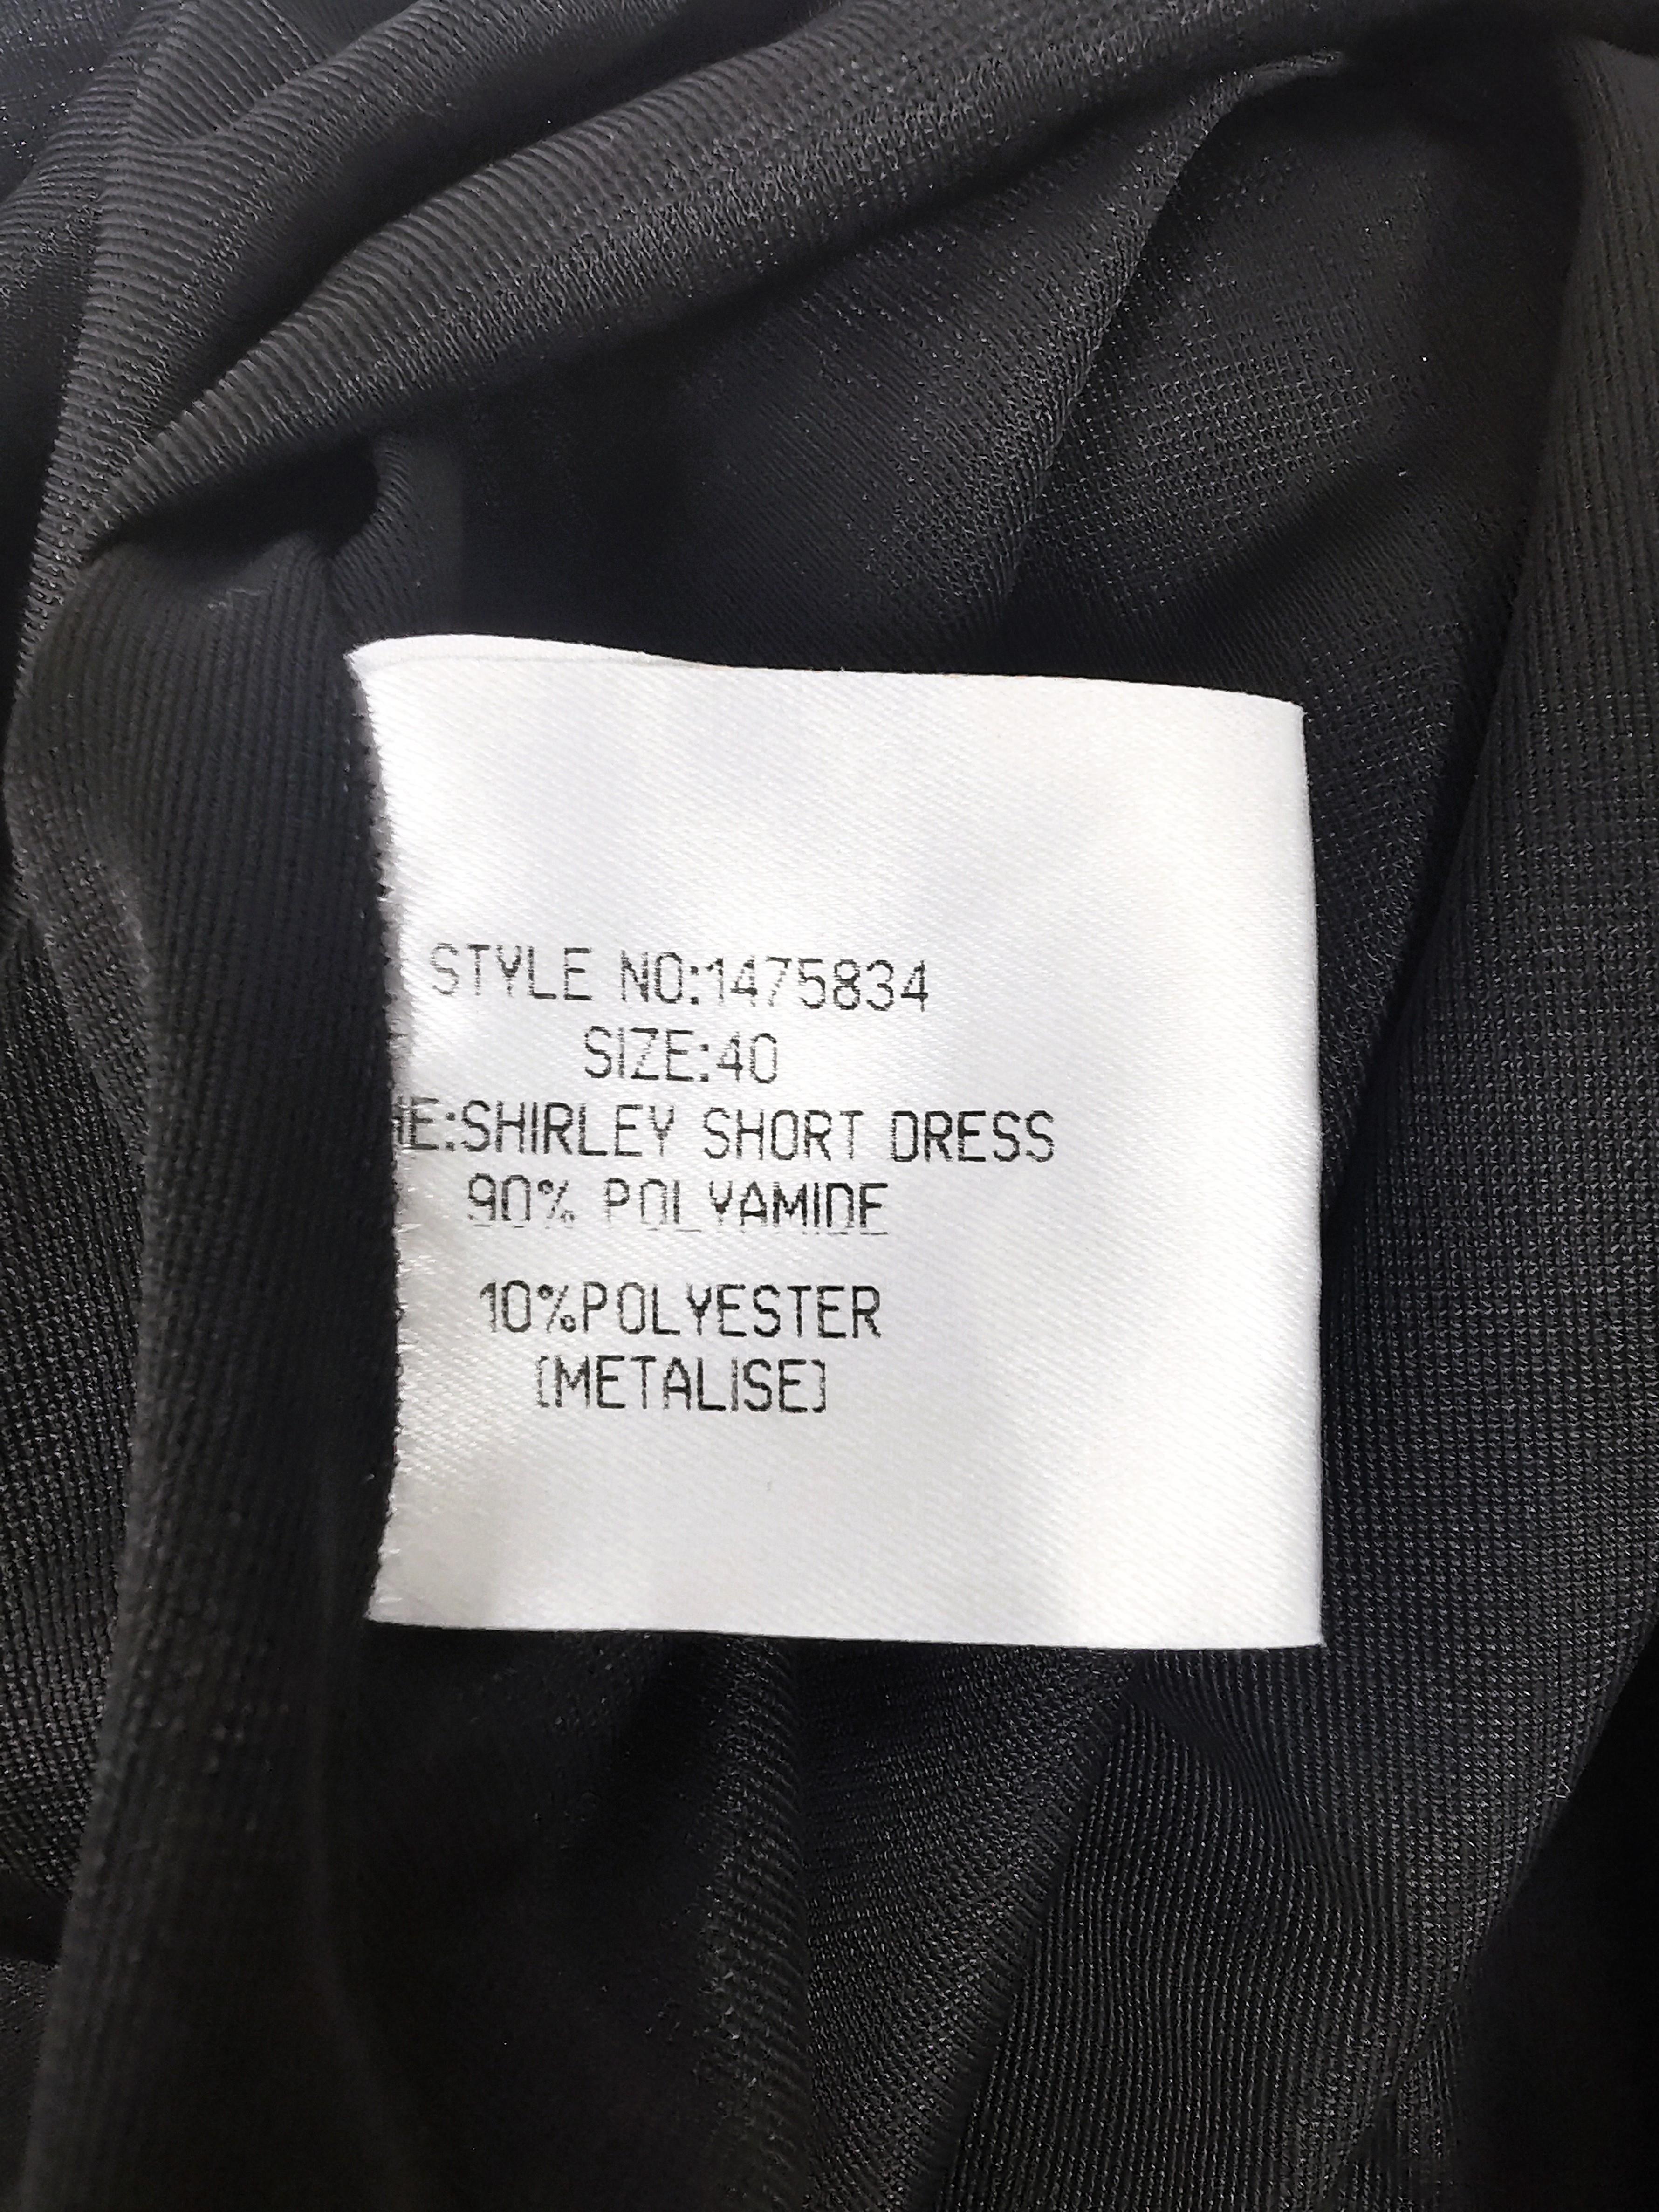 STYLE NO:1475834
SIZE:40
E:SHIRLEY SHORT DRESS
90% POLYAMIDE
10%POLYESTER
[METALISE]